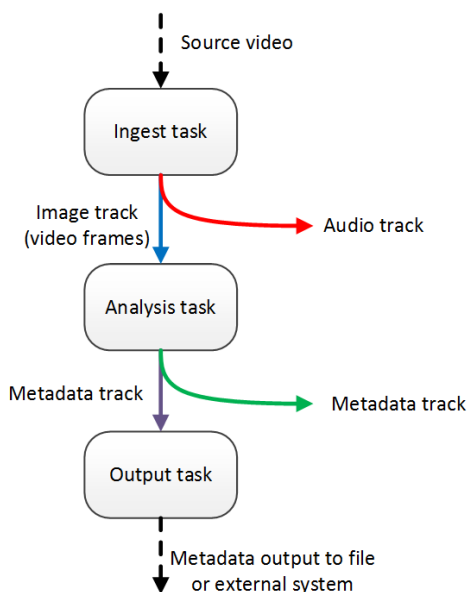 Source video
Ingest task
Image track
(video frames)
Audio track
Analysis task
Metadata track
Metadata track
Output task
Metadata output to file
or external system